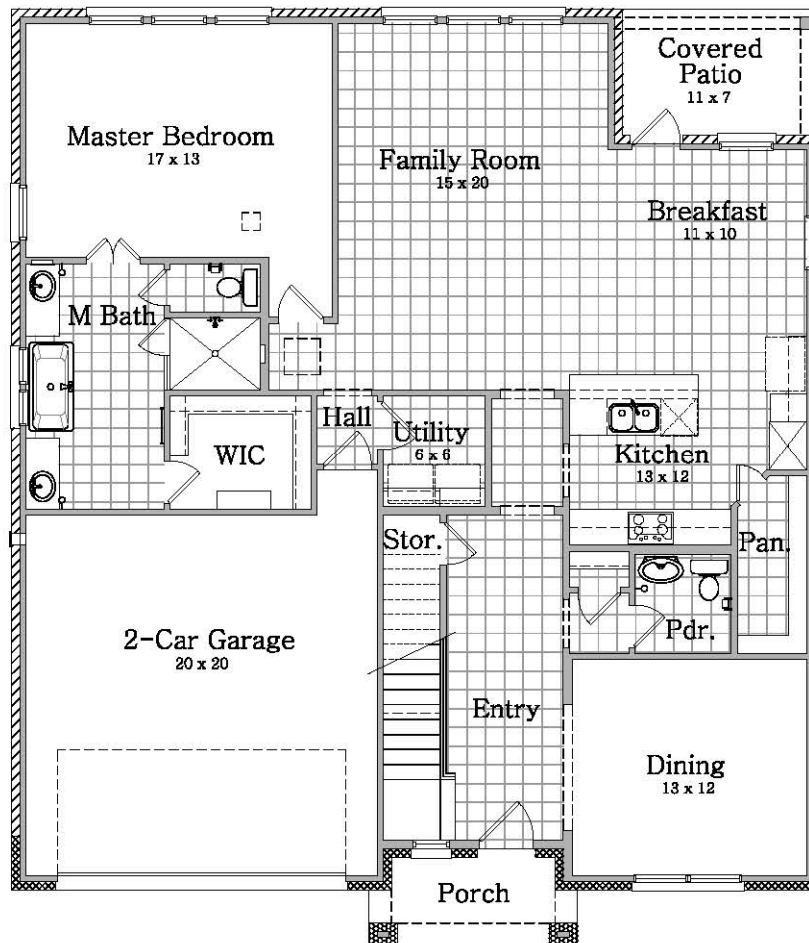 Covered
Patio
11 x 7
Master Bedroom
17 x 13
Family Room
15 x 20
Breakfast
11 x 10
M Bath
Hall
Utility
6 x 6
WIC
Kitchen
13 x 12
Stor.
Pan.
2-Car Garage
20 x 20
Pdr.
Entry
Dining
13 x 12
Porch